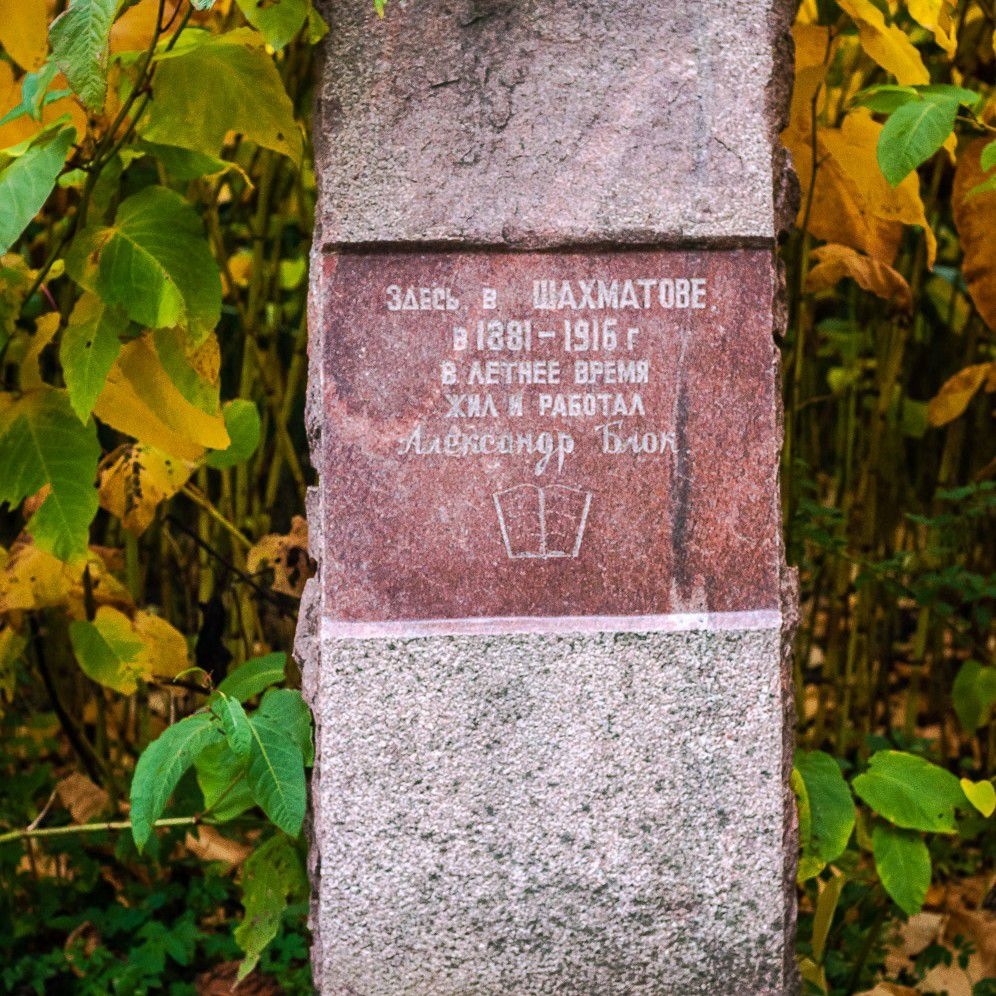 ЗДЕСЬ, В ШАХМАТОВЕ,
В 1881-1916 г
В ЛЕТНЕЕ ВРЕМЯ
ЖИЛ И РАБОТАЛ
Александр Блок